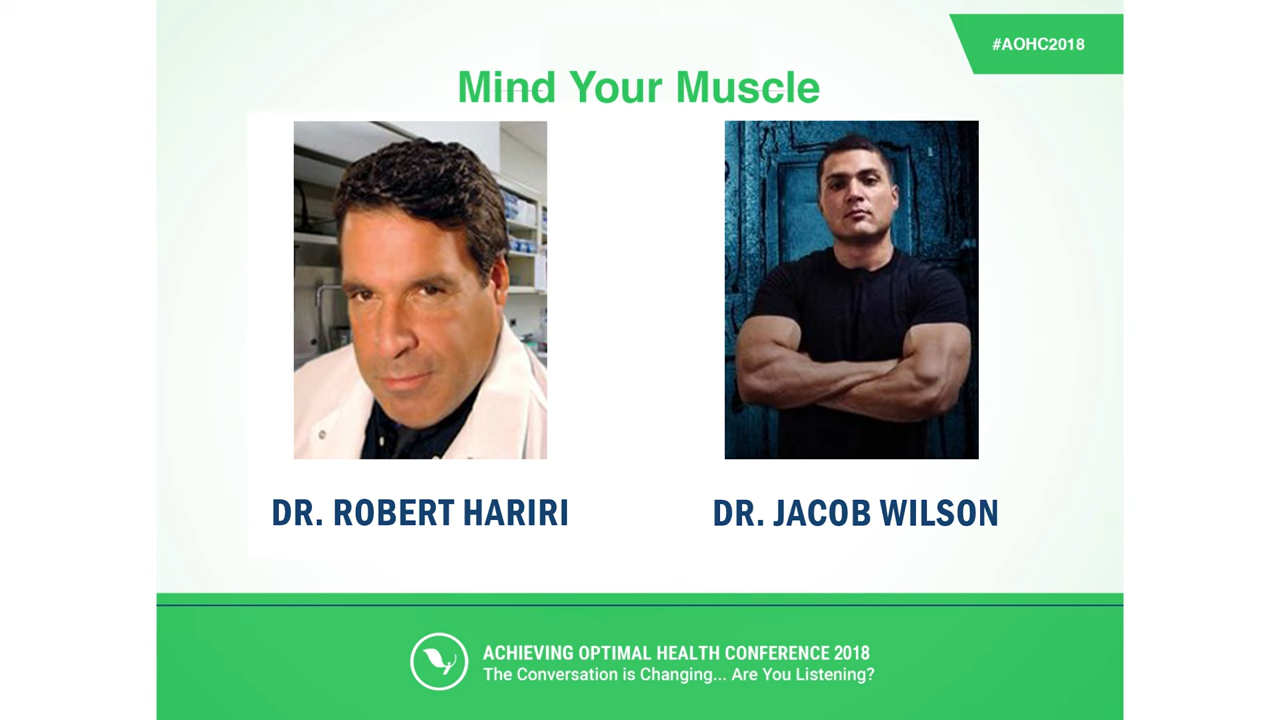 #AOHC2018
Mind Your Muscle
DR. ROBERT HARIRI
DR. JACOB WILSON
ACHIEVING OPTIMAL HEALTH CONFERENCE 2018
The Conversation is Changing... Are You Listening?